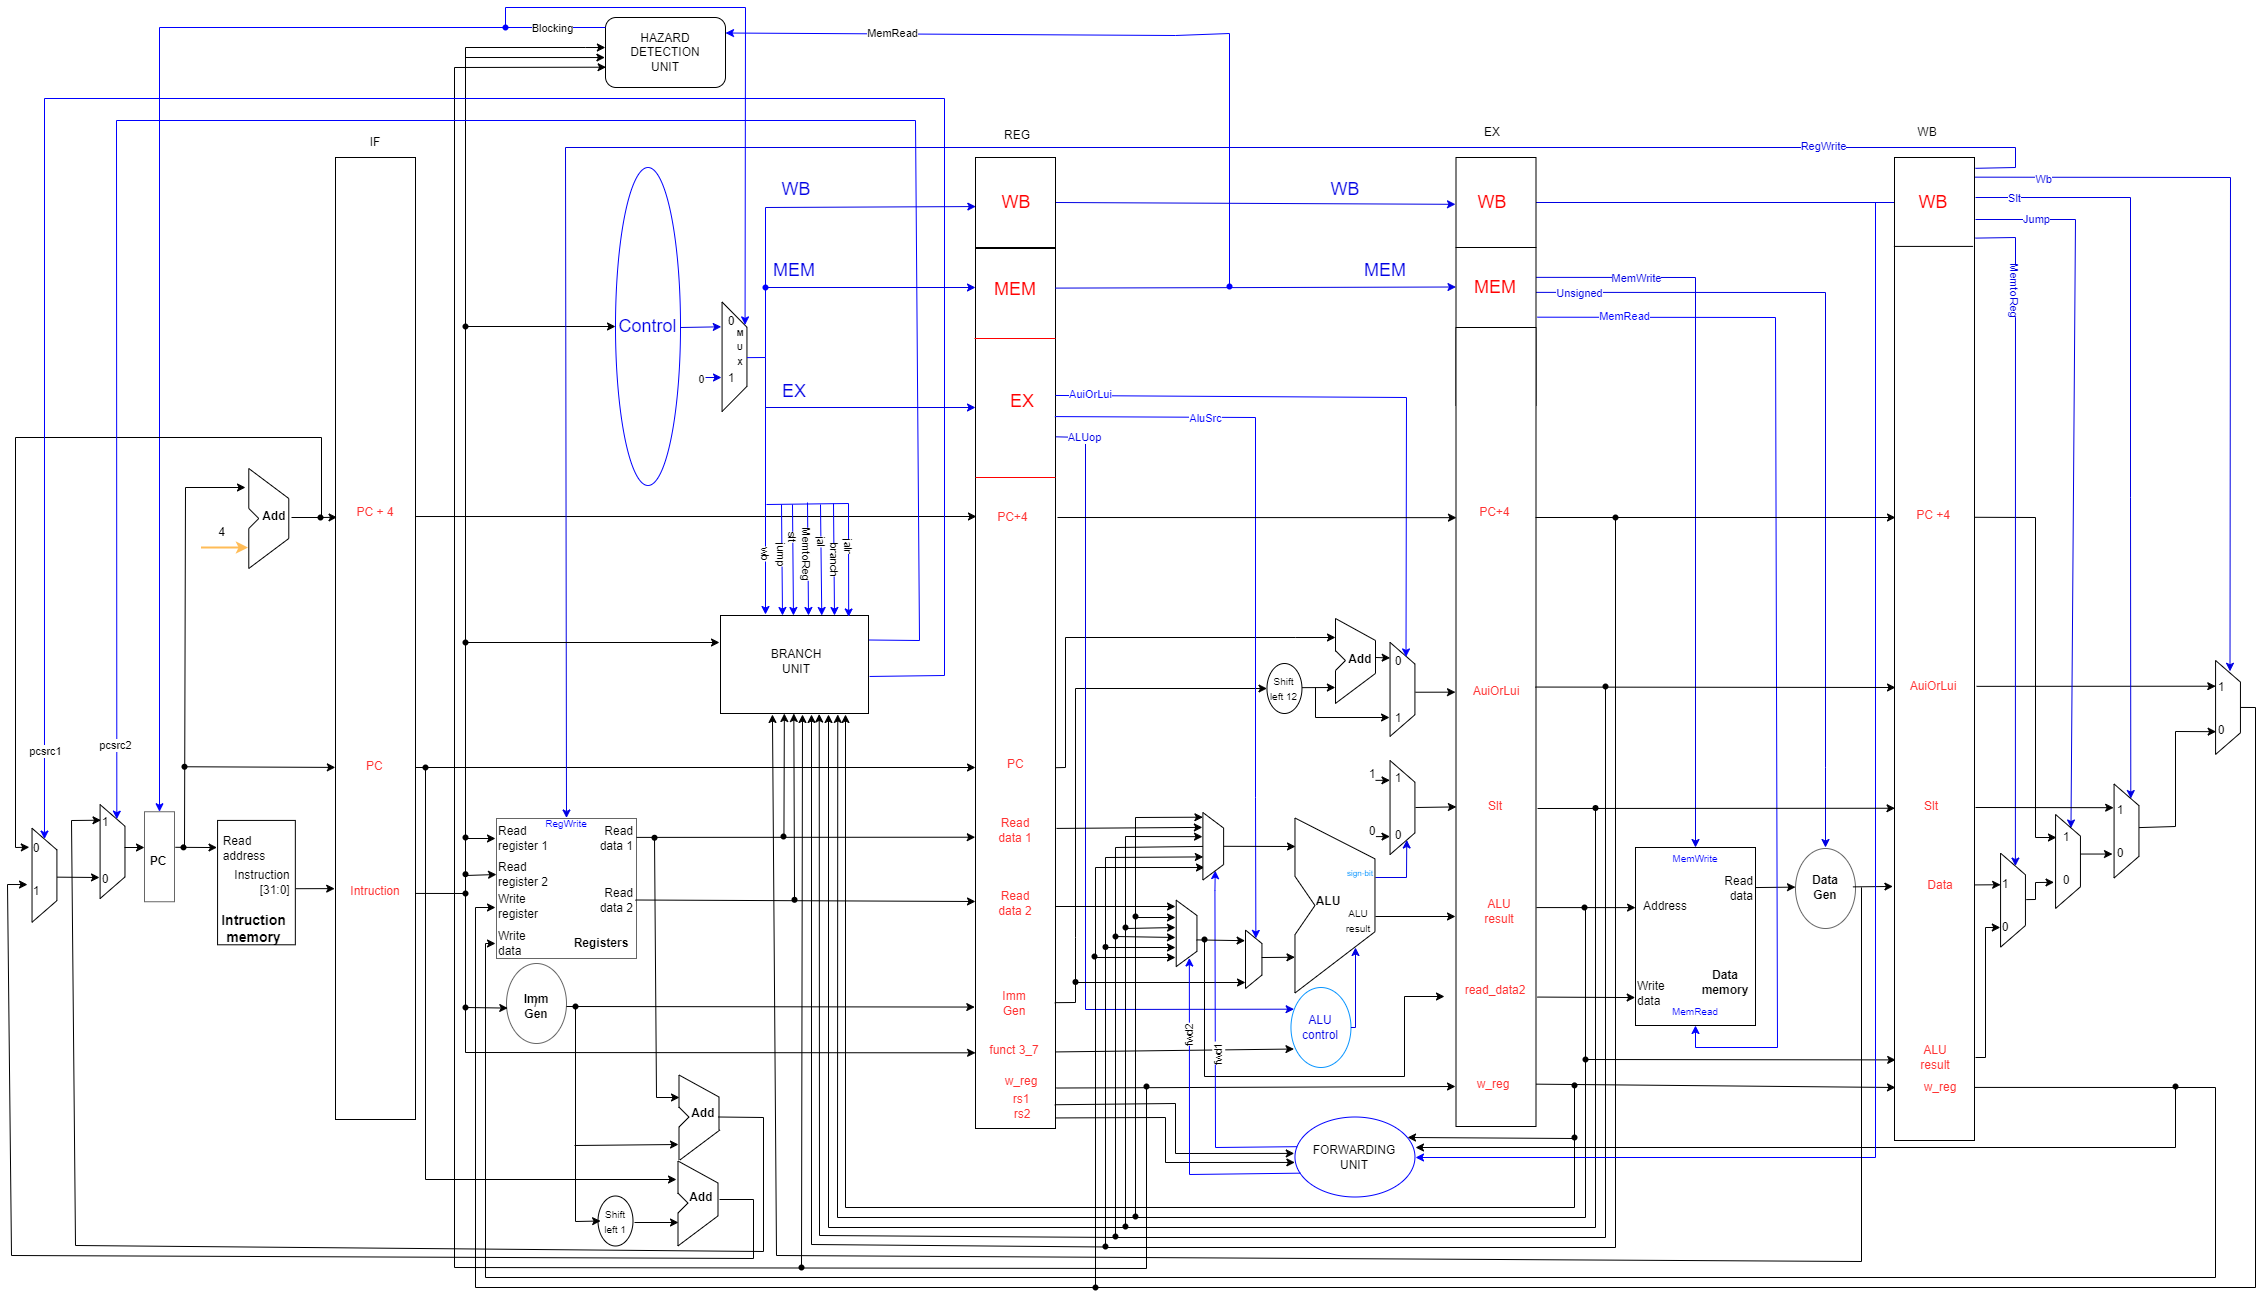 Blocking
HAZARD
DETECTION
UNIT
MemRead
IF
REG
EX
WB
RegWrite
WB
WB
WB
WB
WB
Wb
Slt
Jump
MEM
MEM
MEM
MEM
MemWrite
Unsigned
MemRead
MemtoReg
Control
0
M
U
X
0
1
EX
EX
AuiOrLui
AluSrc
ALUop
4
Add
PC + 4
PC+4
PC+4
PC +4
wb
jump
slt
MemtoReg
jal
branch
jalr
BRANCH
UNIT
Add
0
1
Shift
left 12
AuiOrLui
AuiOrLui
1
0
pcsrc1
pcsrc2
PC
PC
1
1
0
0
Slt
Slt
1
0
0
1
1
0
PC
Read
address
Instruction
[31:0]
Intruction
memory
Intruction
RegWrite
Read
register 1
Read
register 2
Write
register
Write
data
Read
data 1
Read
data 2
Registers
Read
data 1
Read
data 2
ALU
sign-bit
ALU
result
ALU
result
MemWrite
Read
data
Address
Write
data
Data
memory
MemRead
Data
Gen
Data
1
0
1
0
Imm
Gen
Imm
Gen
fwd2
fwd1
ALU
control
read_data2
funct 3_7
ALU
result
w_reg
rs1
rs2
w_reg
w_reg
Add
Add
Shift
left 1
FORWARDING
UNIT